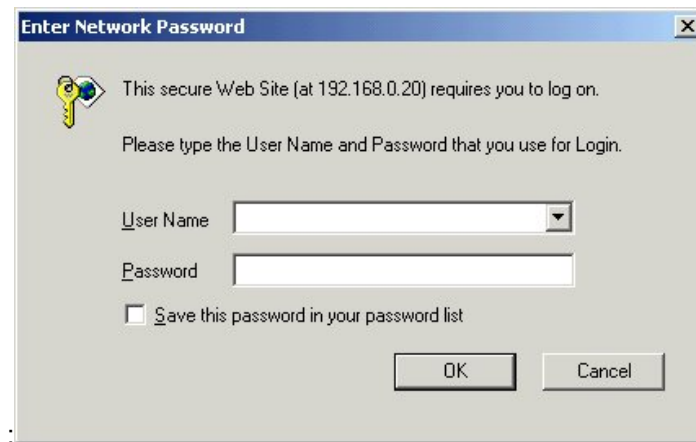 Enter Network Password
This secure Web Site (at 192.168.0.20) requires you to log on.
Please type the User Name and Password that you use for Login.
User Name
Password
Save this password in your password list
OK Cancel
: